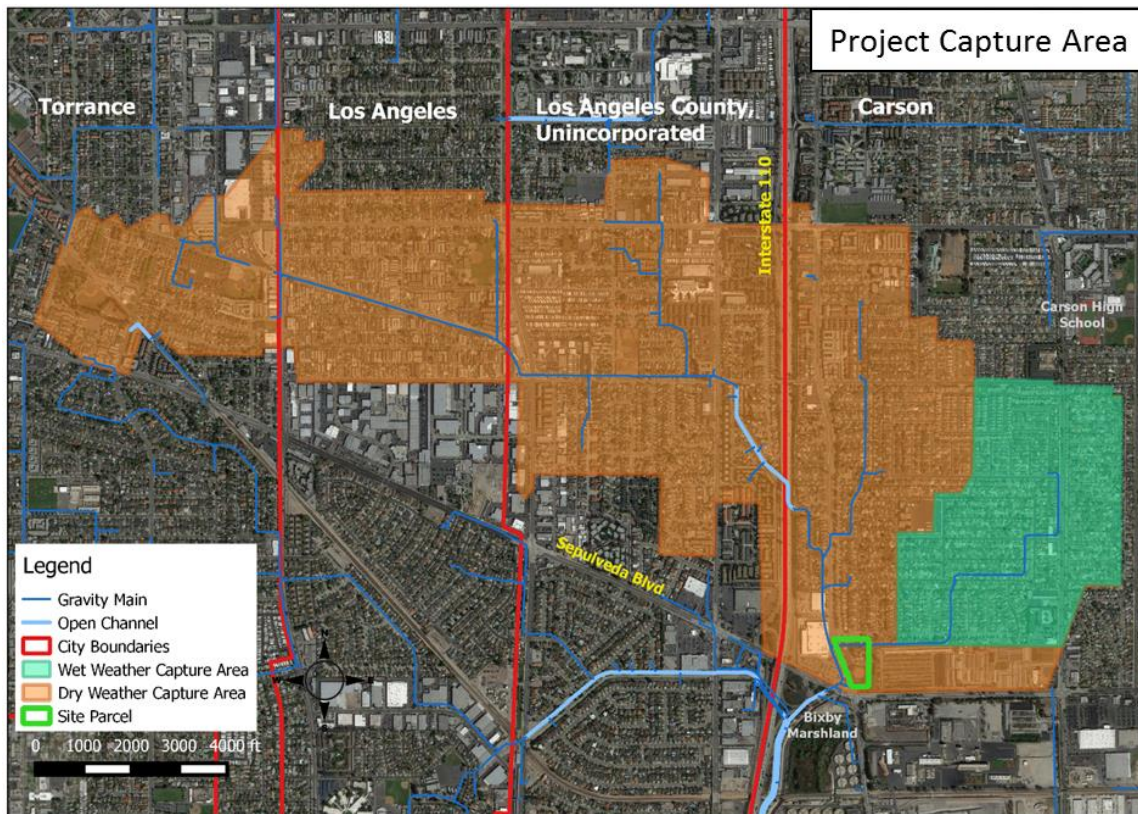 Project Capture Area
Torrance
Los Angeles
Los Angeles County,
Unincorporated
Carson
Interstate 110
Carson High
School
Sepulveda Blvd
Bixby
Marshland
Legend
Gravity Main
Open Channel
City Boundaries
Wet Weather Capture Area
Dry Weather Capture Area
Site Parcel
0 1000 2000 3000 4000 ft
N